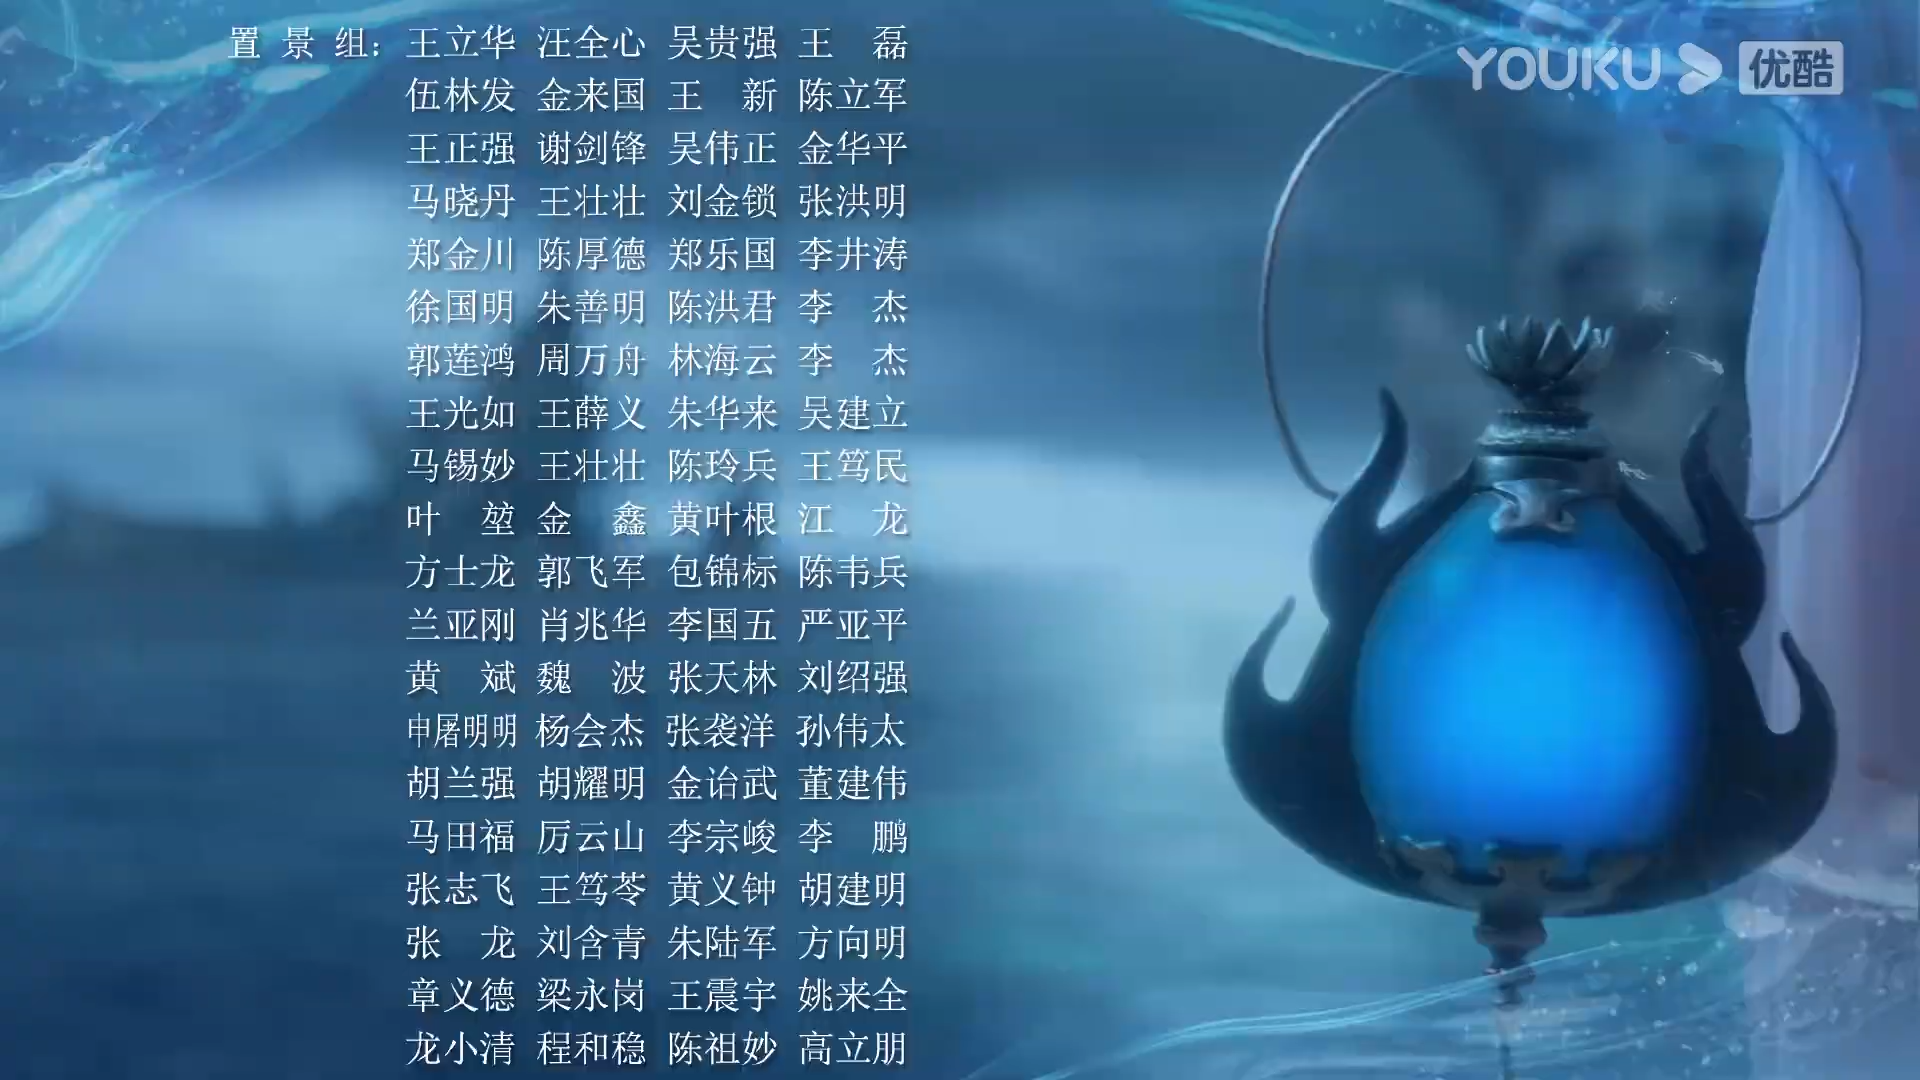 置景组：王立华 汪全心 吴贵强 王磊
伍林发 金来国 王新 陈立军
王正强 谢剑锋 吴伟正 金华平
马晓丹 王壮壮 刘金锁 张洪明
郑金川 陈厚德 郑乐国 李井涛
徐国明 朱善明 陈洪君 李杰
郭莲鸿 周万舟 林海云 李杰
王光如 王薛义 朱华来 吴建立
马锡妙 王壮壮 陈玲兵 王笃民
叶堃 金鑫 黄叶根 江龙
方士龙 郭飞军 包锦标 陈韦兵
兰亚刚 肖兆华 李国五 严亚平
黄斌 魏波 张天林 刘绍强
申屠明明 杨会杰 张袭洋 孙伟太
胡兰强 胡耀明 金诒武 董建伟
马田福 厉云山 李宗峻 李鹏
张志飞 王笃苓 黄义钟 胡建明
张龙 刘含青 朱陆军 方向明
章义德 梁永岗 王震宇 姚来全
龙小清 程和稳 陈祖妙 高立朋
YOUKU 优酷